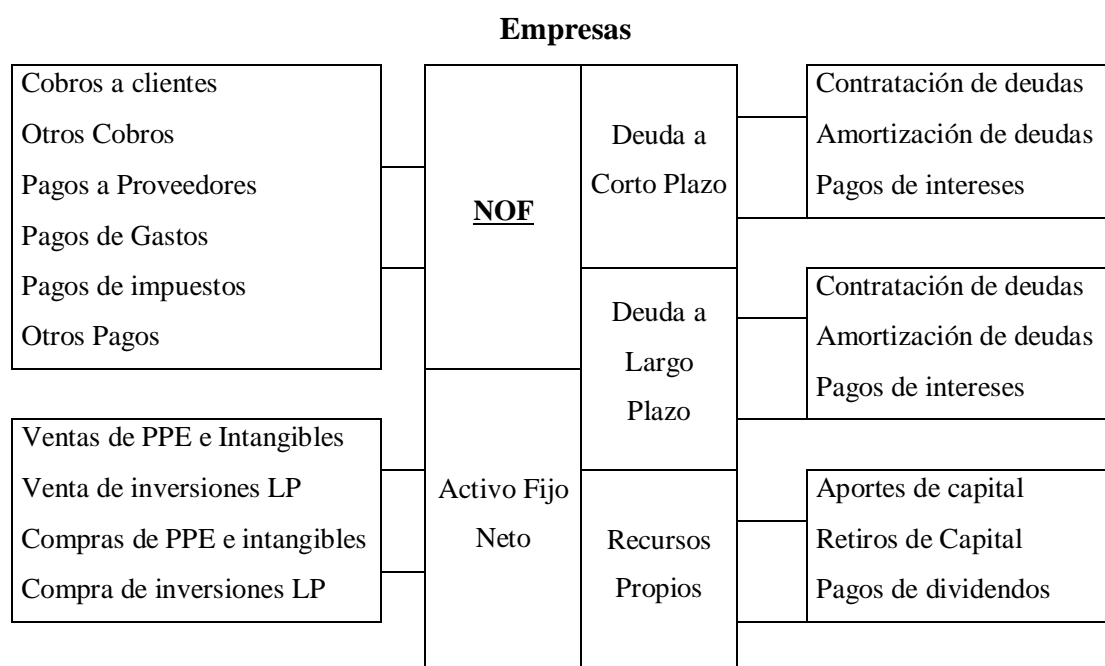 Empresas
Cobros a clientes
Otros Cobros
Pagos a Proveedores
Pagos de Gastos
Pagos de impuestos
Otros Pagos
Ventas de PPE e Intangibles
Venta de inversiones LP
Compras de PPE e intangibles
Compra de inversiones LP
NOF
Activo Fijo
Neto
Deuda a
Corto Plazo
Deuda a
Largo
Plazo
Recursos
Propios
Contratación de deudas
Amortización de deudas
Pagos de intereses
Contratación de deudas
Amortización de deudas
Pagos de intereses
Aportes de capital
Retiros de Capital
Pagos de dividendos